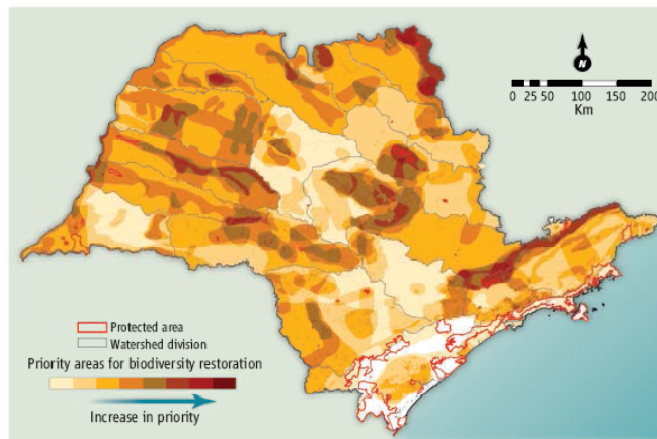 N
0 25 50 100 150 200
Km
Protected area
Watershed division
Priority areas for biodiversity restoration
Increase in priority